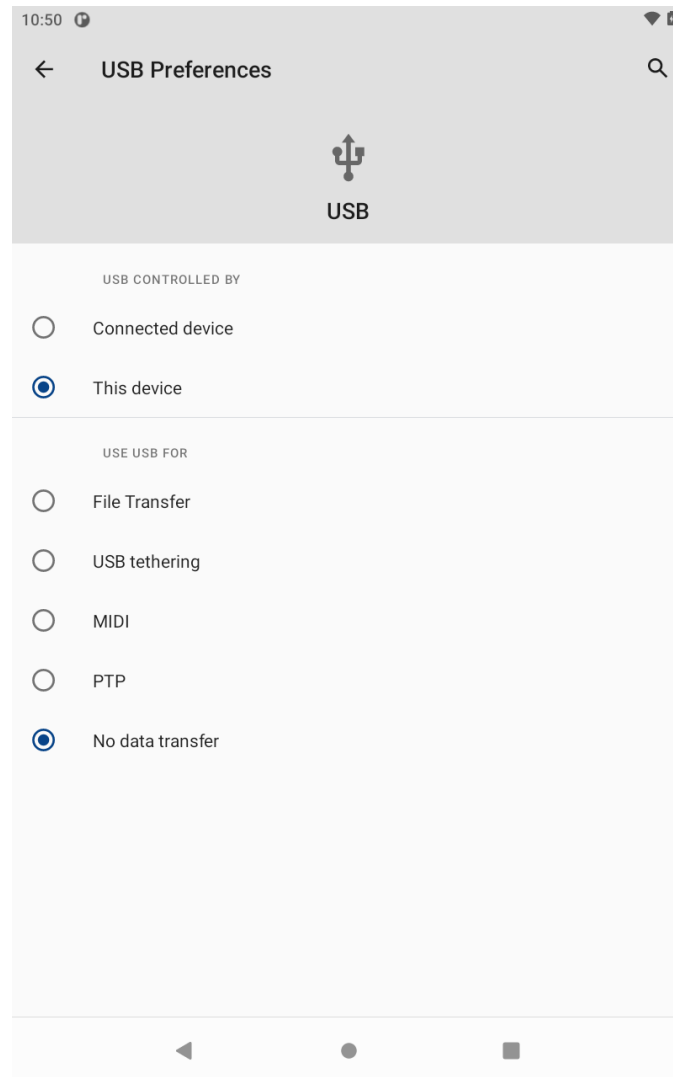 10:50
USB Preferences
USB
USB CONTROLLED BY
Connected device
This device
USE USB FOR
File Transfer
USB tethering
MIDI
PTP
No data transfer